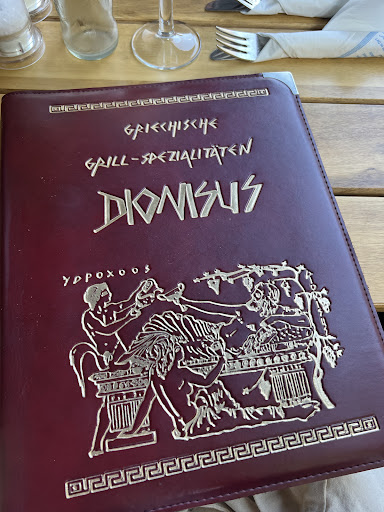 GRIECHISCHE
GRILL-SPEZIALITÄTEN
DIONISUS
ΥΔΡΟΧΟΟΣ